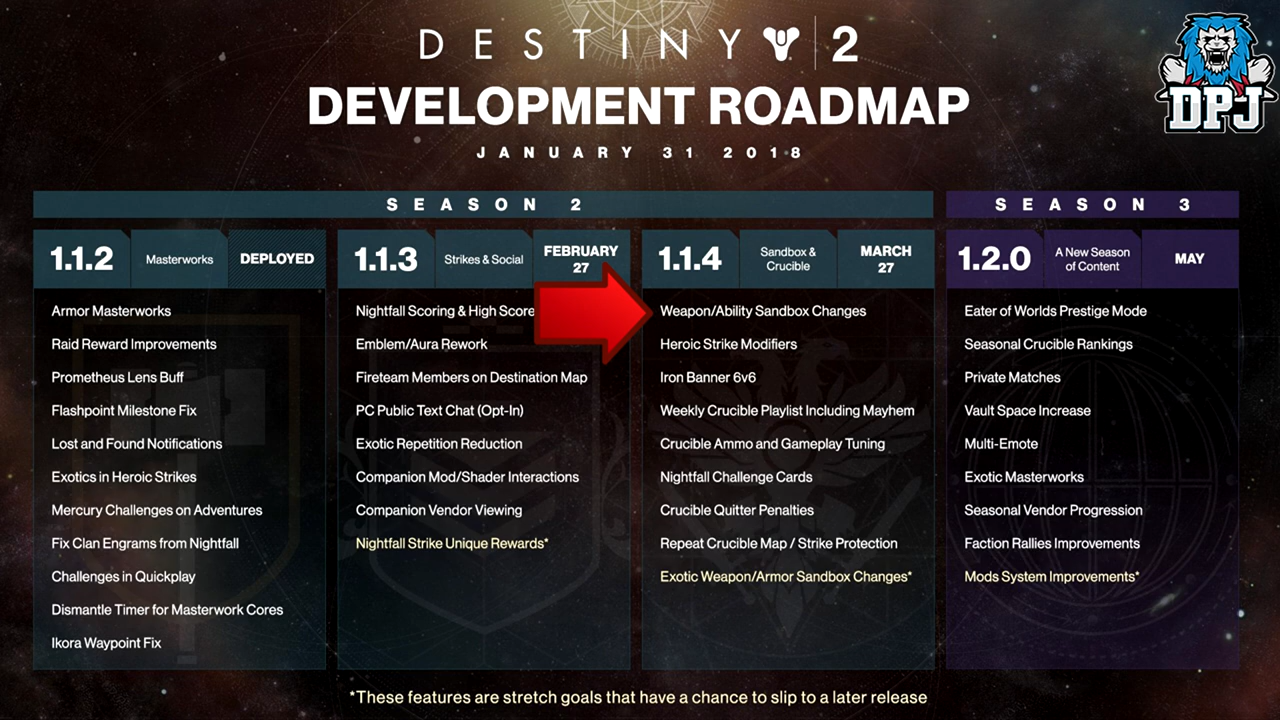 DESTINY 2
DEVELOPMENT ROADMAP
JANUARY 31 2018
DPJ
SEASON 2
SEASON 3
1.1.2
Masterworks
DEPLOYED
Armor Masterworks
Raid Reward Improvements
Prometheus Lens Buff
Flashpoint Milestone Fix
Lost and Found Notifications
Exotics in Heroic Strikes
Mercury Challenges on Adventures
Fix Clan Engrams from Nightfall
Challenges in Quickplay
Dismantle Timer for Masterwork Cores
Ikora Waypoint Fix
1.1.3
Strikes & Social
FEBRUARY
27
Nightfall Scoring & High Score
Emblem/Aura Rework
Fireteam Members on Destination Map
PC Public Text Chat (Opt-In)
Exotic Repetition Reduction
Companion Mod/Shader Interactions
Companion Vendor Viewing
Nightfall Strike Unique Rewards*
1.1.4
Sandbox &
Crucible
MARCH
27
Weapon/Ability Sandbox Changes
Heroic Strike Modifiers
Iron Banner 6v6
Weekly Crucible Playlist Including Mayhem
Crucible Ammo and Gameplay Tuning
Nightfall Challenge Cards
Crucible Quitter Penalties
Repeat Crucible Map / Strike Protection
Exotic Weapon/Armor Sandbox Changes*
1.2.0
A New Season
of Content
MAY
Eater of Worlds Prestige Mode
Seasonal Crucible Rankings
Private Matches
Vault Space Increase
Multi-Emote
Exotic Masterworks
Seasonal Vendor Progression
Faction Rallies Improvements
Mods System Improvements*
*These features are stretch goals that have a chance to slip to a later release